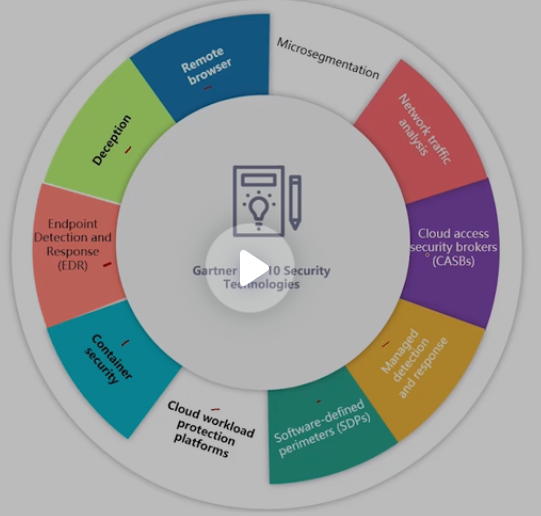 Microsegmentation
Network traffic
analysis
Cloud access
security brokers
(CASBs)
Managed
detection
and response
Software-defined
perimeters (SDPs)
Cloud workload
protection
platforms
Container
security
Endpoint
Detection and
Response
(EDR)
Deception
Remote
browser
Gartner 10 Security
Technologies